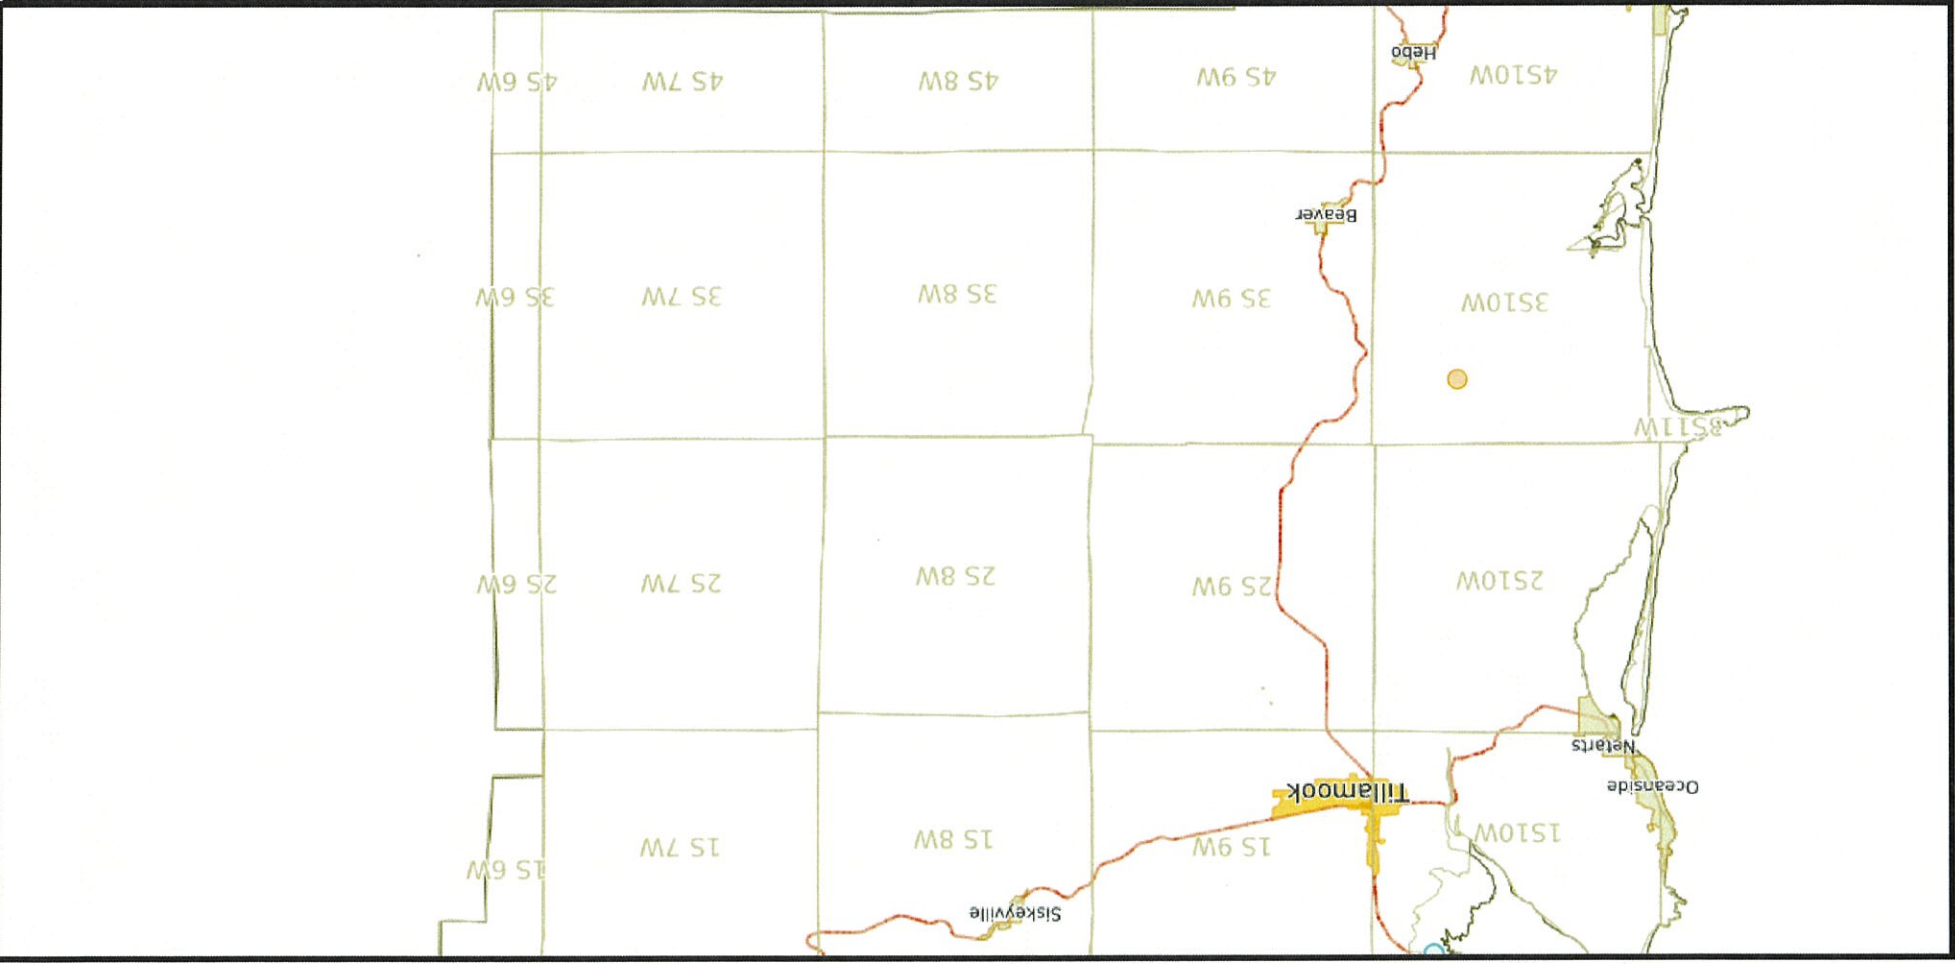 Siskeyville
1S10W
1S 9W
1S 8W
1S 7W
1S 6W
Oceanside
Tillamook
Netarts
2S10W
2S 9W
2S 8W
2S 7W
2S 6W
3S11W
3S10W
3S 9W
3S 8W
3S 7W
3S 6W
Beaver
4S10W
4S 9W
4S 8W
4S 7W
4S 6W
Hebo